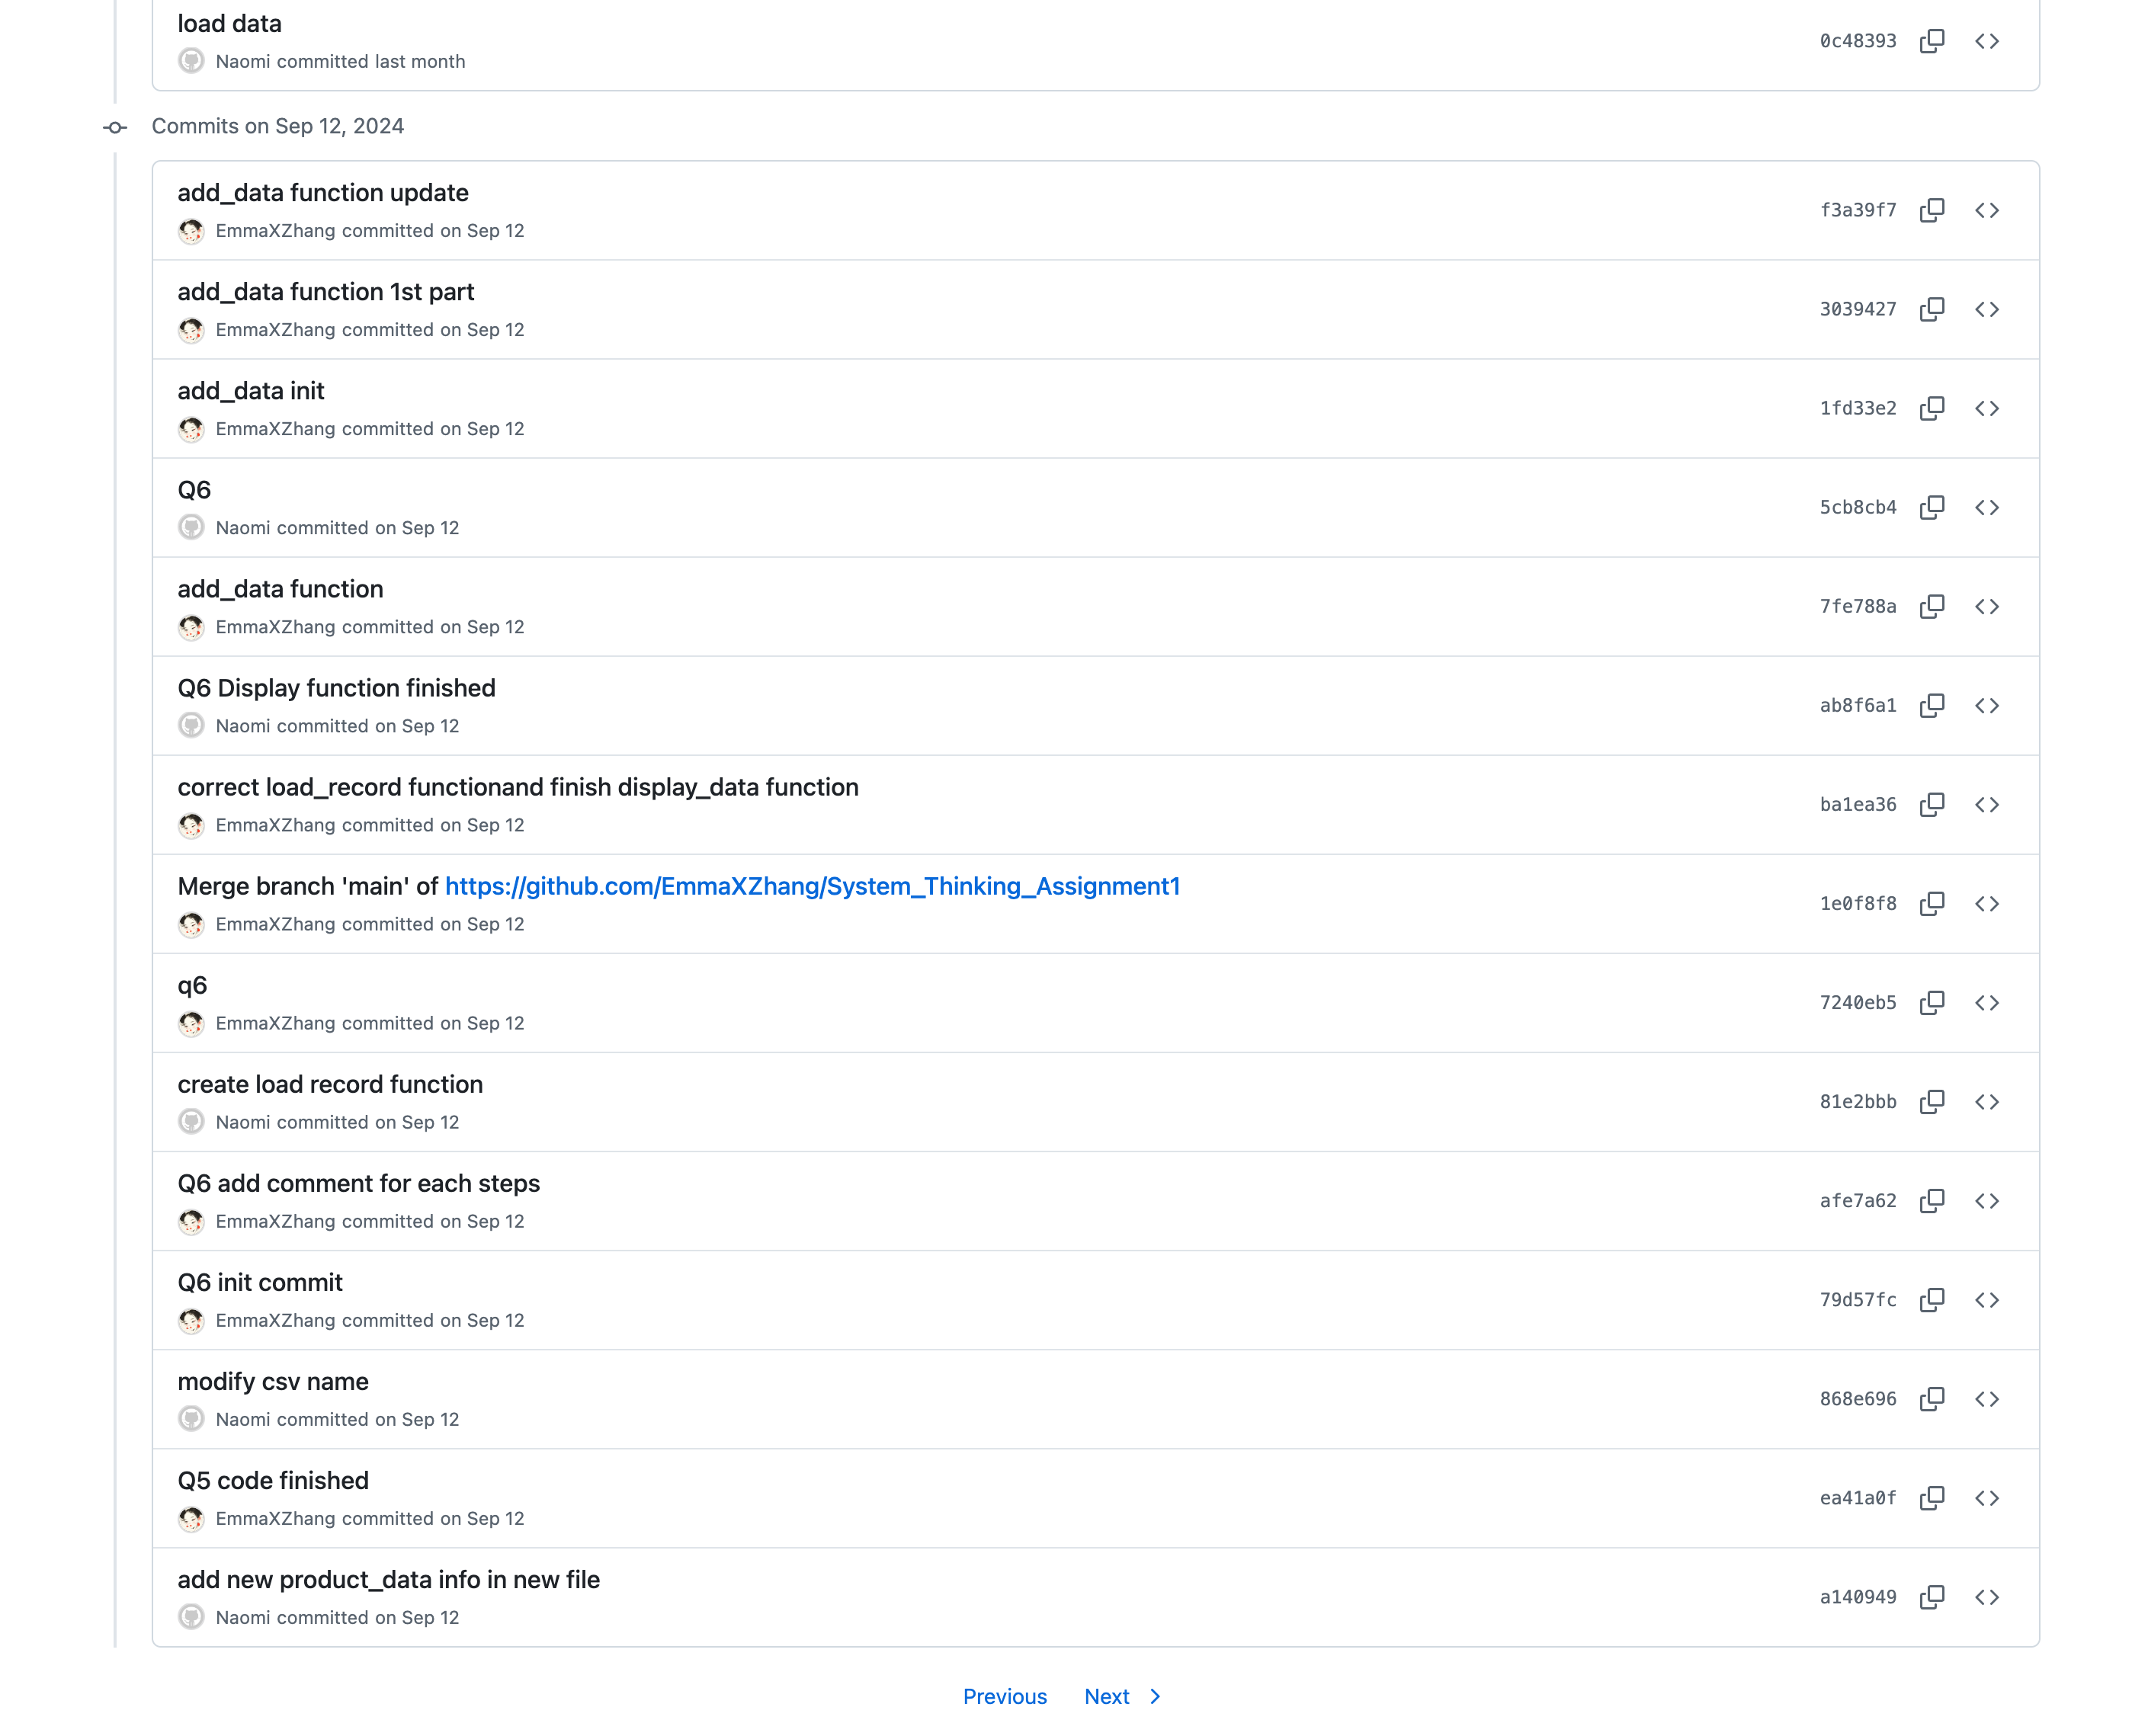 load data
Naomi committed last month
0c48393
Commits on Sep 12, 2024
add_data function update
EmmaXZhang committed on Sep 12
f3a39f7
add_data function 1st part
EmmaXZhang committed on Sep 12
3039427
add_data init
EmmaXZhang committed on Sep 12
1fd33e2
Q6
Naomi committed on Sep 12
5cb8cb4
add_data function
EmmaXZhang committed on Sep 12
7fe788a
Q6 Display function finished
Naomi committed on Sep 12
ab8f6a1
correct load_record functionand finish display_data function
EmmaXZhang committed on Sep 12
ba1ea36
Merge branch 'main' of https://github.com/EmmaXZhang/System_Thinking_Assignment1
EmmaXZhang committed on Sep 12
1e0f8f8
q6
EmmaXZhang committed on Sep 12
7240eb5
create load record function
Naomi committed on Sep 12
81e2bbb
Q6 add comment for each steps
EmmaXZhang committed on Sep 12
afe7a62
Q6 init commit
EmmaXZhang committed on Sep 12
79d57fc
modify csv name
Naomi committed on Sep 12
868e696
Q5 code finished
EmmaXZhang committed on Sep 12
ea41a0f
add new product_data info in new file
Naomi committed on Sep 12
a140949
Previous Next